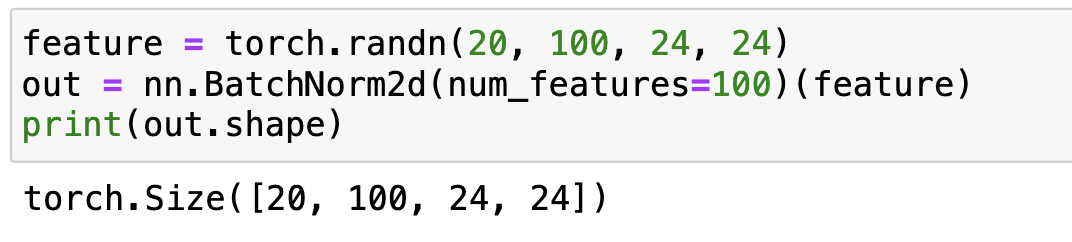 feature = torch.randn(20, 100, 24, 24)
out = nn.BatchNorm2d(num_features=100)(feature)
print(out.shape)
torch.Size([20, 100, 24, 24])